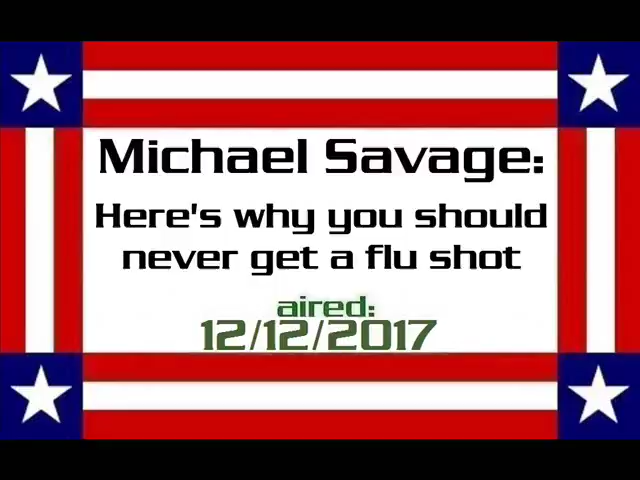 Michael Savage:
Here's why you should
never get a flu shot
aired:
12/12/2017